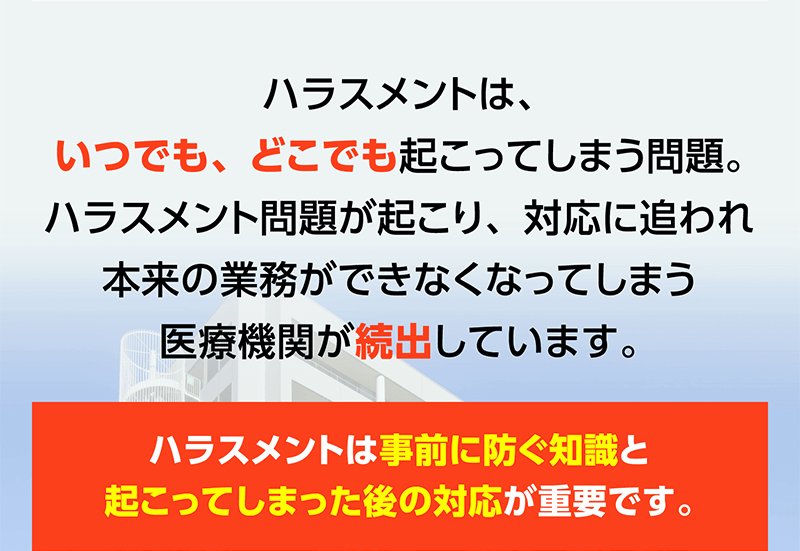 ハラスメントは、
いつでも、どこでも起こってしまう問題。
ハラスメント問題が起こり、対応に追われ
本来の業務ができなくなってしまう
医療機関が続出しています。
ハラスメントは事前に防ぐ知識と
起こってしまった後の対応が重要です。